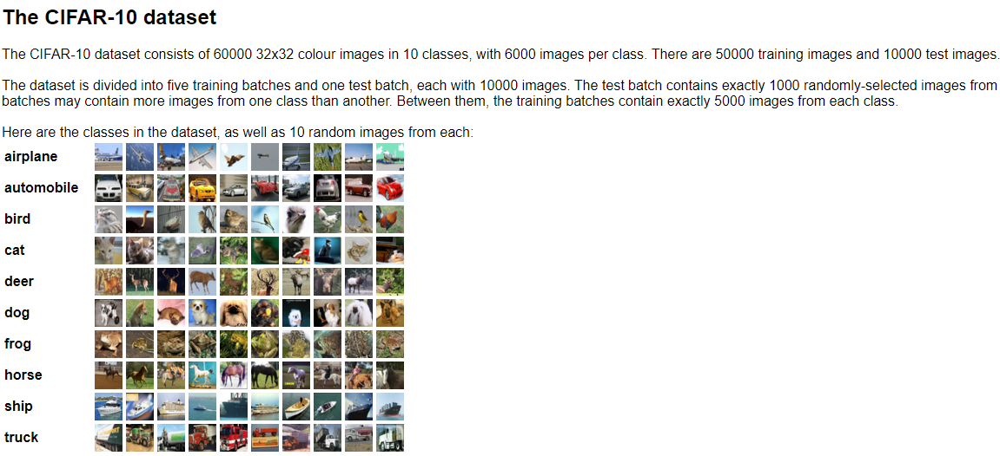 The CIFAR-10 dataset
The CIFAR-10 dataset consists of 60000 32x32 colour images in 10 classes, with 6000 images per class. There are 50000 training images and 10000 test images.
The dataset is divided into five training batches and one test batch, each with 10000 images. The test batch contains exactly 1000 randomly-selected images from
batches may contain more images from one class than another. Between them, the training batches contain exactly 5000 images from each class.
Here are the classes in the dataset, as well as 10 random images from each:
airplane
automobile
bird
cat
deer
dog
frog
horse
ship
truck